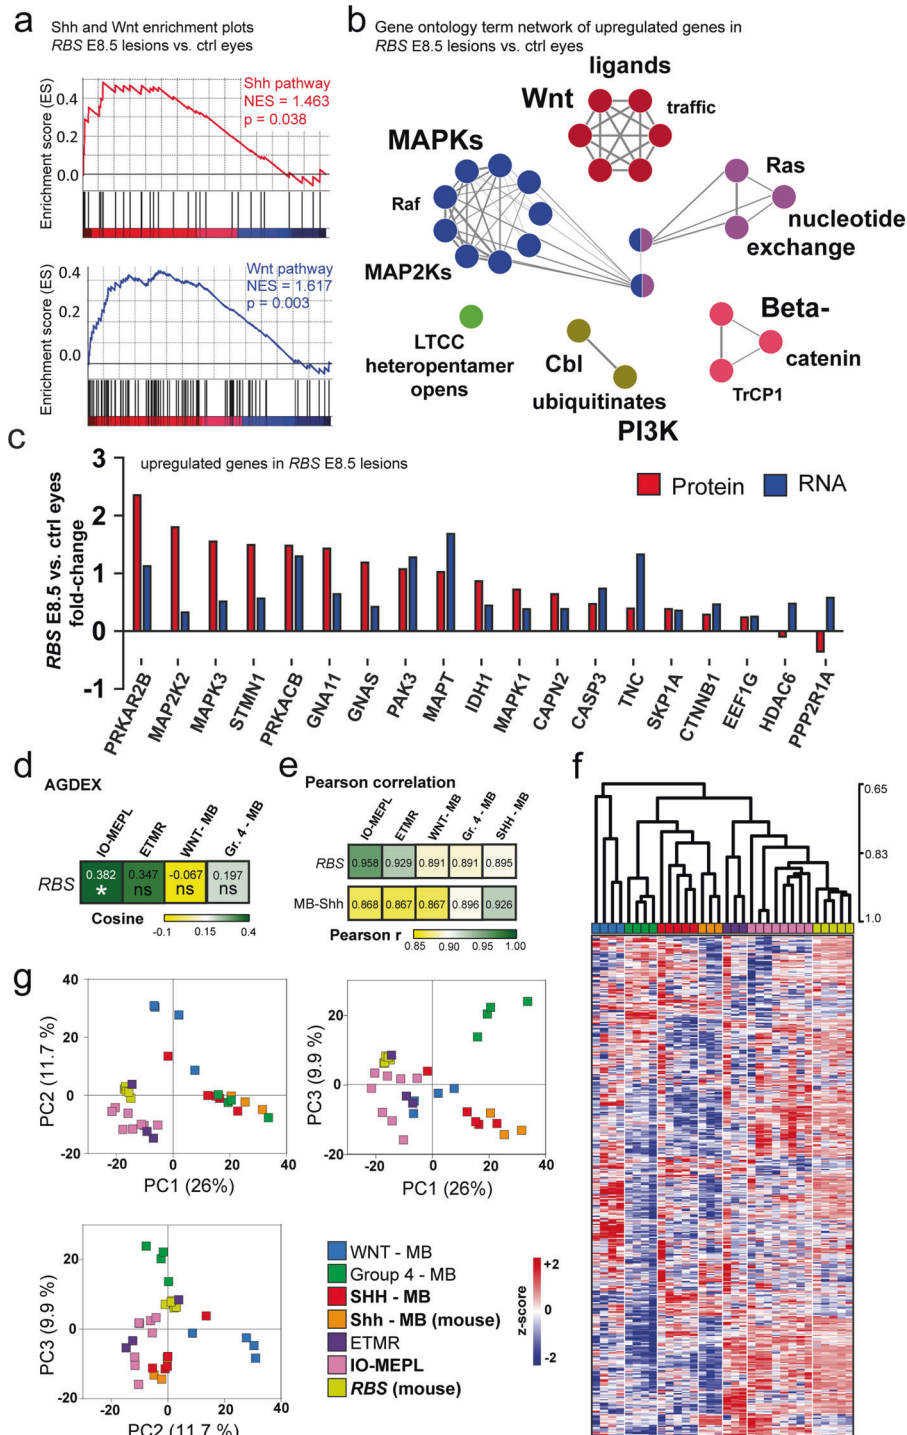 a
Shh and Wnt enrichment plots
RBS E8.5 lesions vs. ctrl eyes
Enrichment score (ES)
0.4
0.2
0.0
Shh pathway
NES = 1.463
p = 0.038
Enrichment score (ES)
0.4
0.2
0.0
Wnt pathway
NES = 1.617
p = 0.003
b
Gene ontology term network of upregulated genes in
RBS E8.5 lesions vs. ctrl eyes
ligands
Wnt
traffic
MAPKs
Raf
MAP2Ks
Ras
nucleotide
exchange
LTCC
heteropentamer
opens
Cbl
ubiquitinates
PI3K
Beta-
catenin
TrCP1
c
upregulated genes in RBS E8.5 lesions
Protein
RNA
RBS E8.5 vs. ctrl eyes
fold-change
3
2
1
0
-1
PRKAR2B
MAP2K2
MAPK3
STMN1
PRKACB
GNA11
GNAS
PAK3
MAPT
IDH1
MAPK1
CAPN2
CASP3
TNC
SKP1A
CTNNB1
EEF1G
HDAC6
PPP2R1A
d
AGDEX
IO-MEPL
ETMR
WNT- MB
Gr. 4 - MB
RBS
0.382 0.347 -0.067 0.197
* ns ns ns
Cosine
-0.1 0.15 0.4
e
Pearson correlation
IO-MEPL
ETMR
WNT - MB
Gr. 4 - MB
SHH - MB
RBS
0.958 0.929 0.891 0.891 0.895
MB-Shh
0.868 0.867 0.867 0.896 0.926
Pearson r
0.85 0.90 0.95 1.00
f
0.65
0.83
1.0
g
PC2 (11.7 %)
40
20
0
-20
-20 0 20 40
PC1 (26%)
PC3 (9.9 %)
20
0
-20
-20 0 20 40
PC1 (26%)
PC3 (9.9 %)
20
0
-20
-20 0 20 40
PC2 (11.7 %)
WNT - MB
Group 4 - MB
SHH - MB
Shh - MB (mouse)
ETMR
IO-MEPL
RBS (mouse)
z-score
+2
0
-2